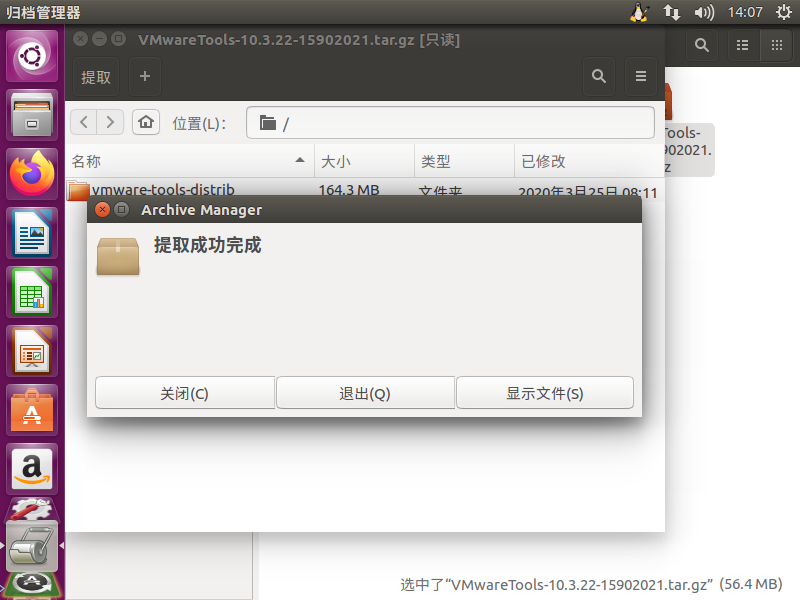 归档管理器
14:07
VMwareTools-10.3.22-15902021.tar.gz [只读]
提取
+
位置(L):
/
Tools-
902021.
z
名称
大小
类型
已修改
vmware-tools-distrib
164.3 MB
文件夹
2020年3月25日 08:11
Archive Manager
提取成功完成
关闭(C)
退出(Q)
显示文件(S)
选中了“VMwareTools-10.3.22-15902021.tar.gz” (56.4 MB)